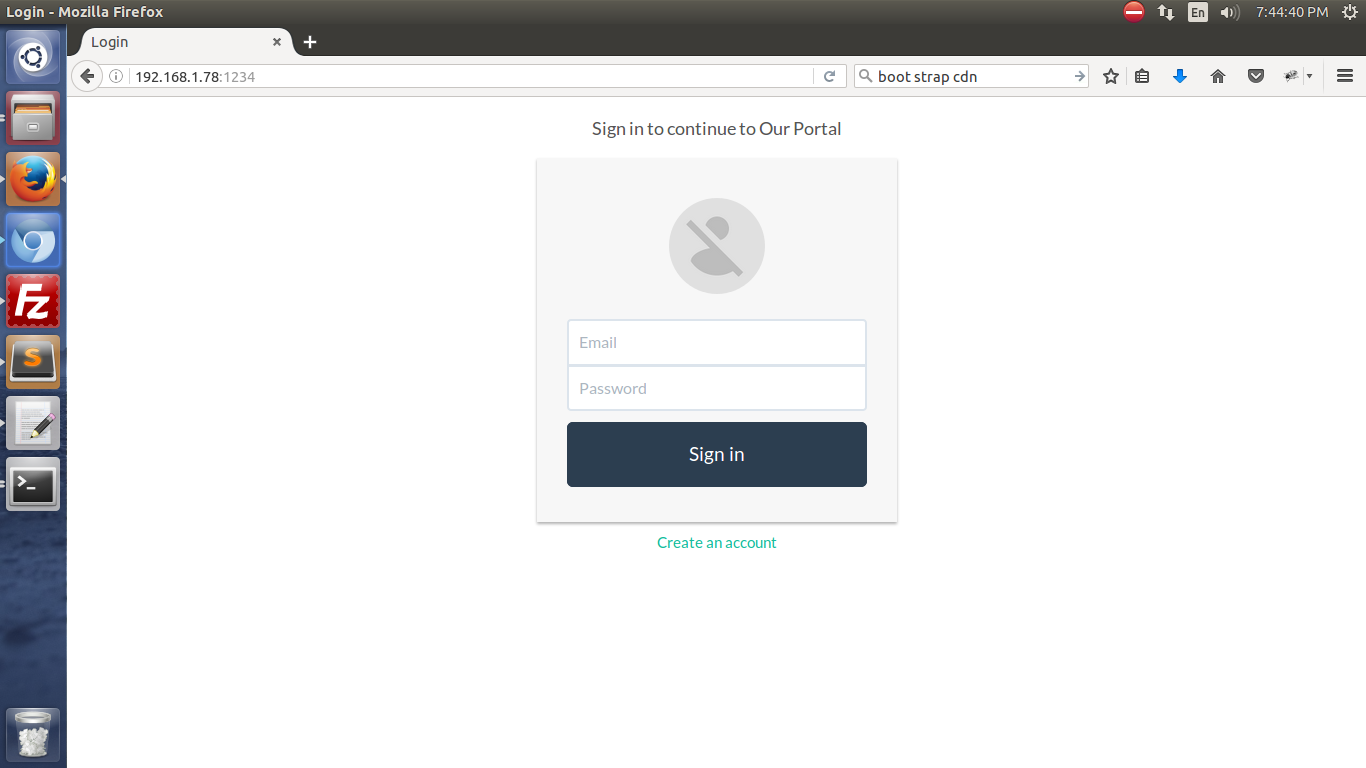 Login - Mozilla Firefox
En
7:44:40 PM
Login
192.168.1.78:1234
boot strap cdn
Sign in to continue to Our Portal
Email
Password
Sign in
Create an account
Fz
S
>_